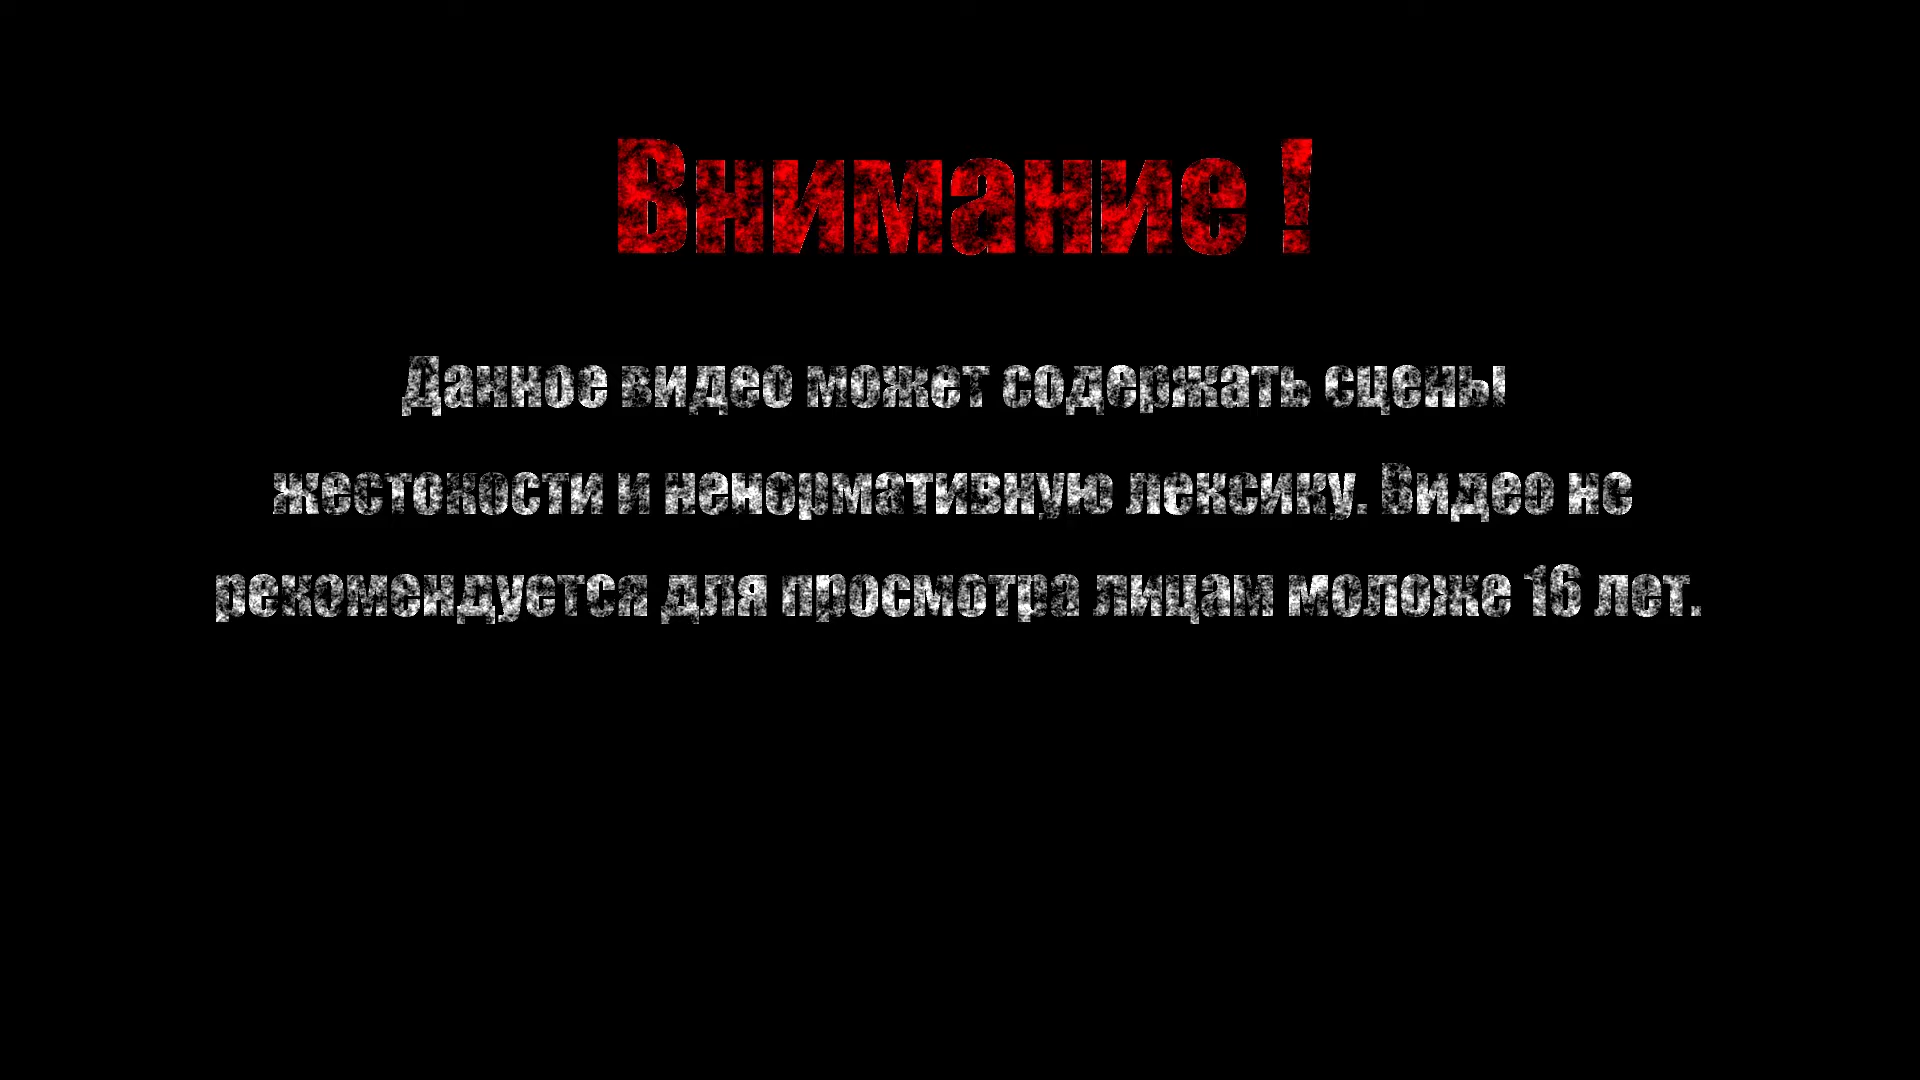 Внимание !
Данное видео может содержать сцены
жестокости и ненормативную лексику. Видео не
рекомендуется для просмотра лицам моложе 16 лет.